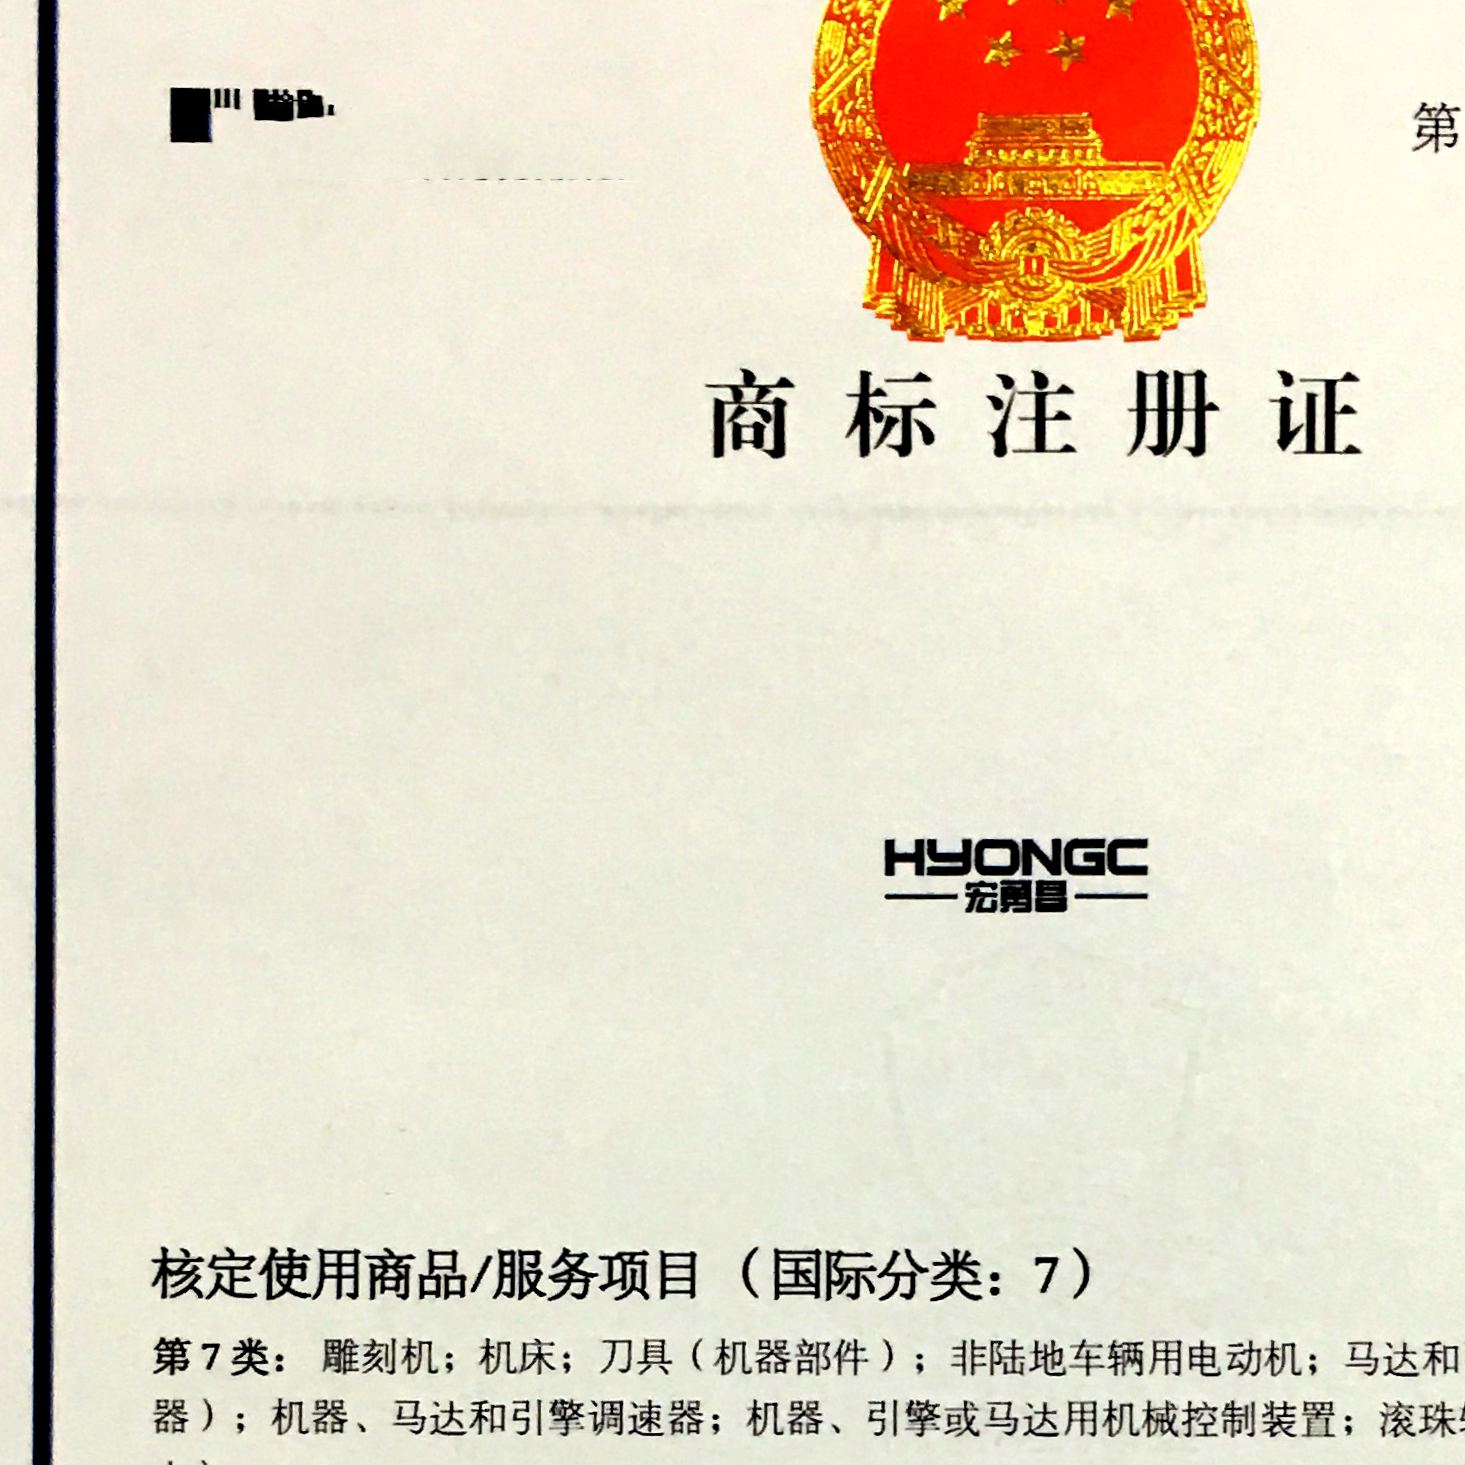 第
商标注册证
HYONGC
宏勇昌
核定使用商品/服务项目（国际分类：7）
第7类：雕刻机；机床；刀具（机器部件）；非陆地车辆用电动机；马达和
器）；机器、马达和引擎调速器；机器、引擎或马达用机械控制装置；滚珠